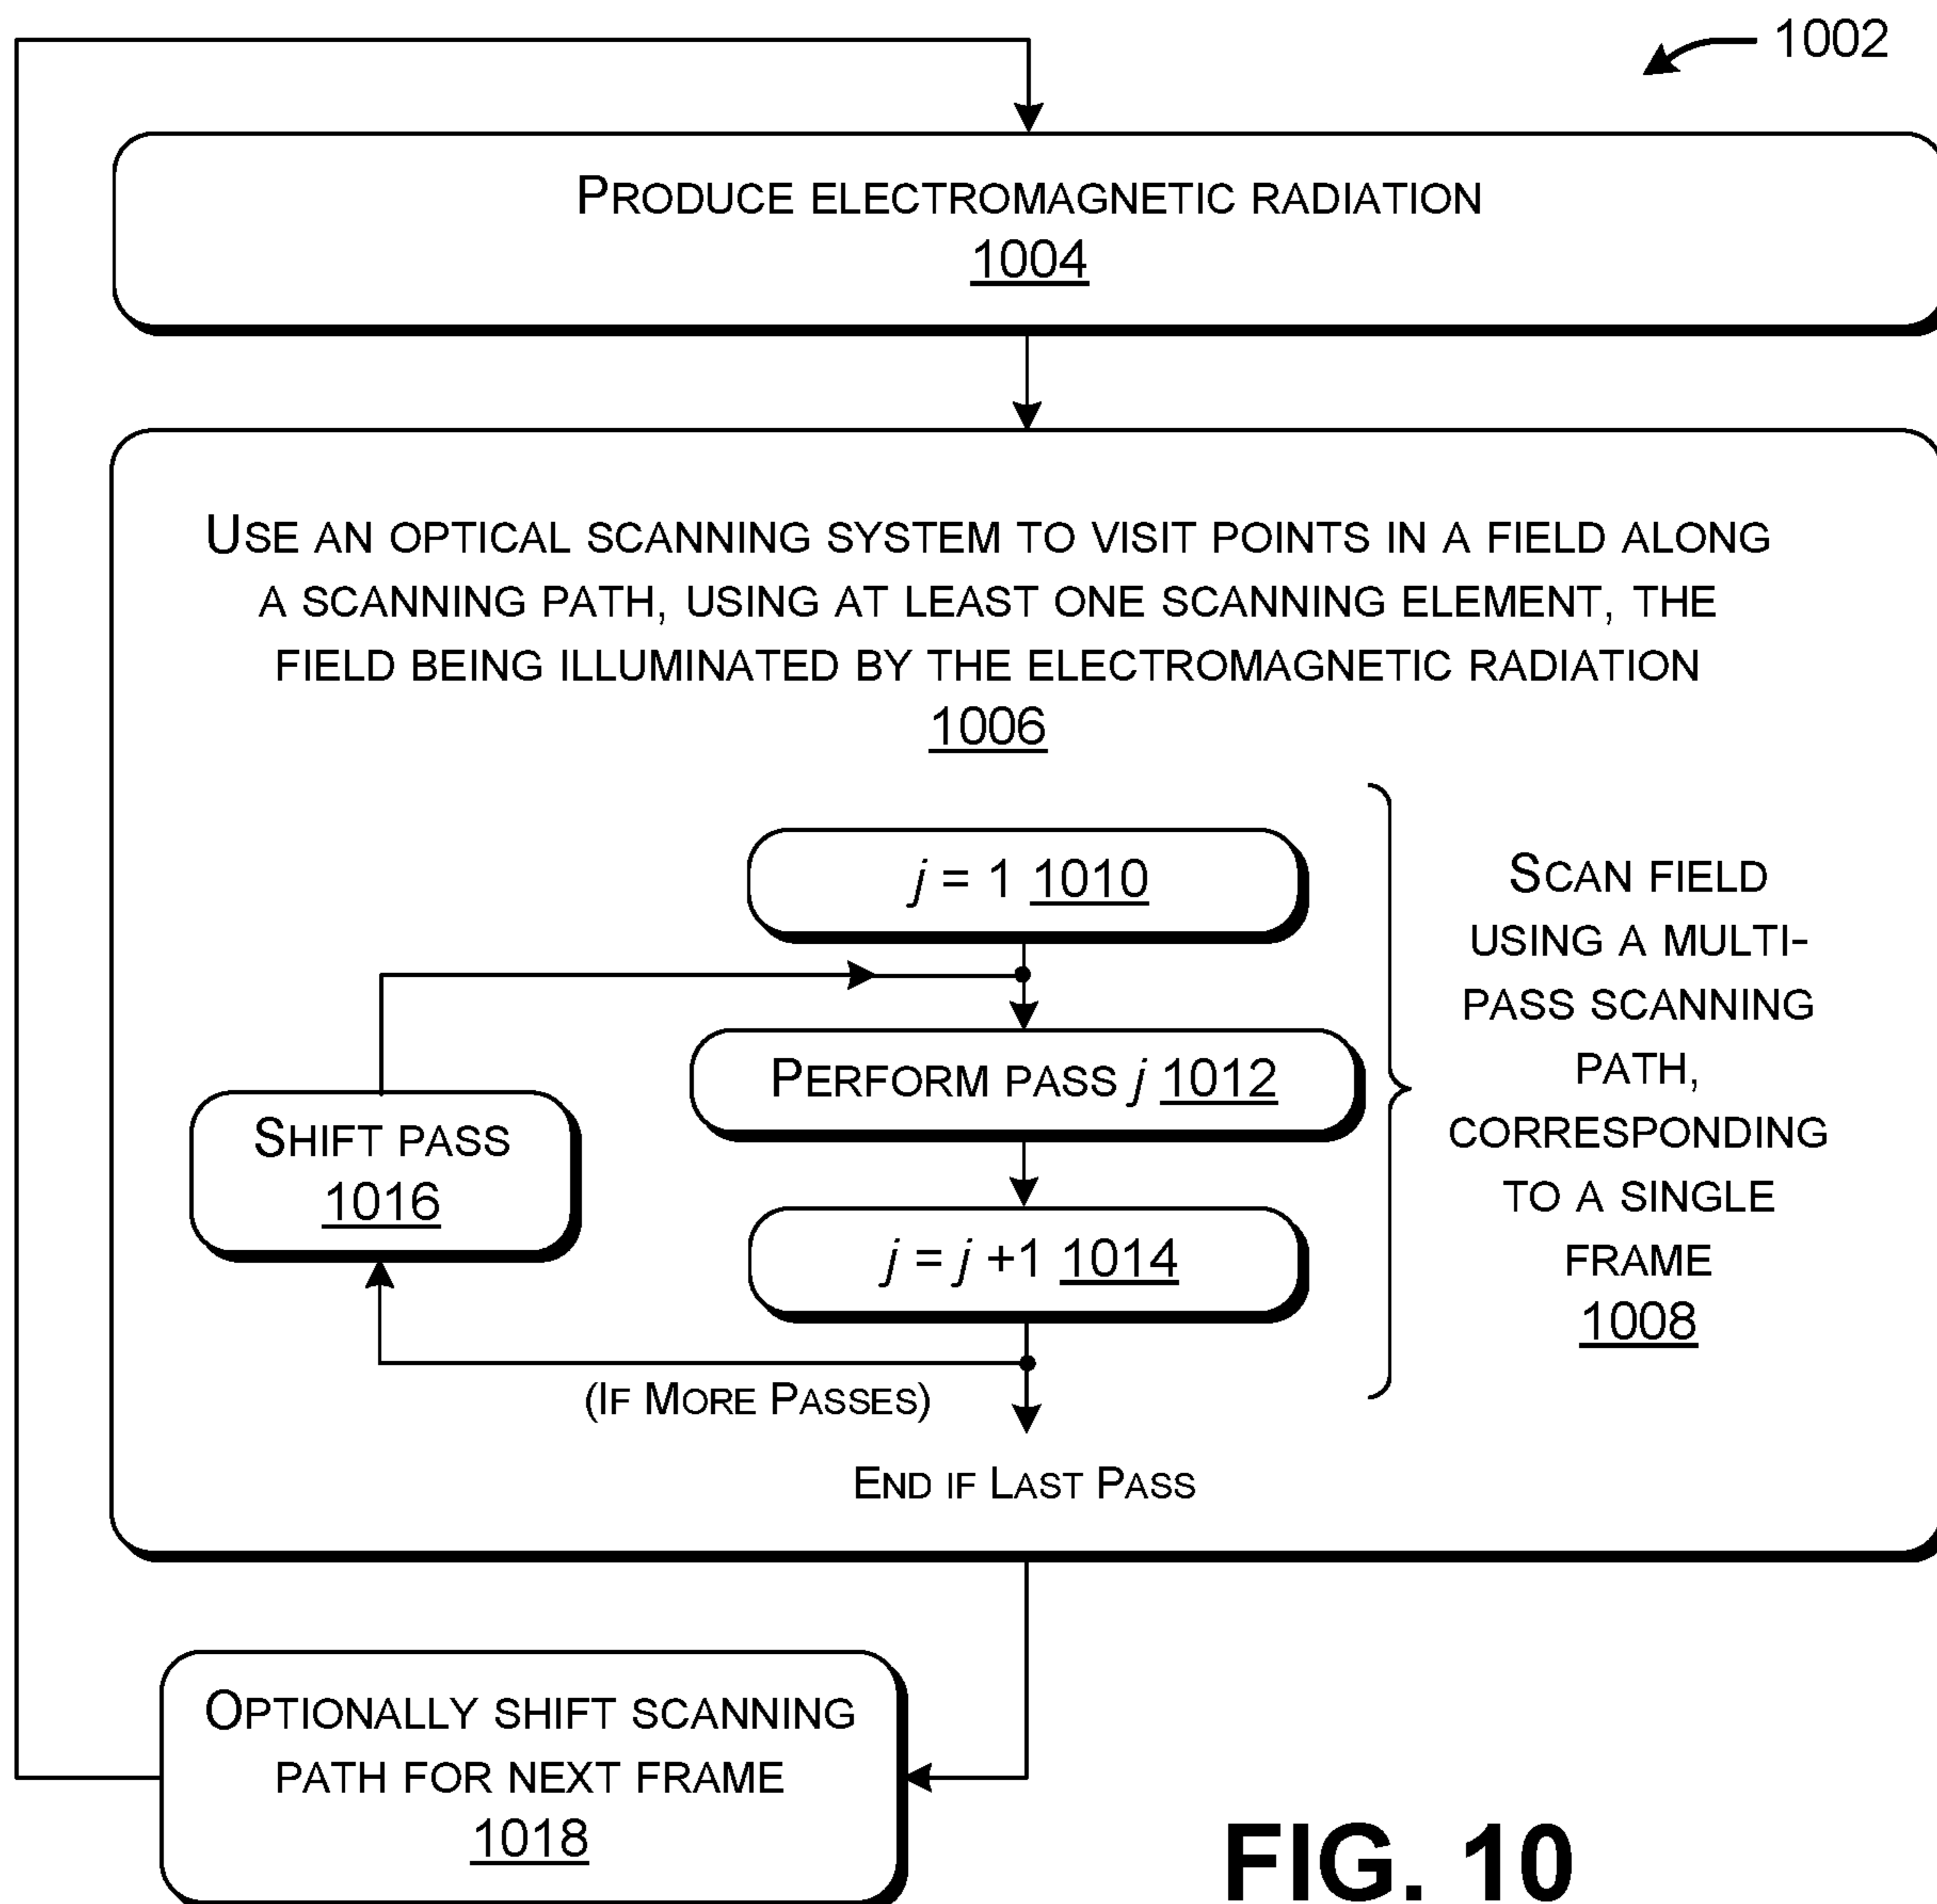 1002
PRODUCE ELECTROMAGNETIC RADIATION
1004
USE AN OPTICAL SCANNING SYSTEM TO VISIT POINTS IN A FIELD ALONG
A SCANNING PATH, USING AT LEAST ONE SCANNING ELEMENT, THE
FIELD BEING ILLUMINATED BY THE ELECTROMAGNETIC RADIATION
1006
j = 1 1010
PERFORM PASS j 1012
j = j +1 1014
SHIFT PASS
1016
(IF MORE PASSES)
END IF LAST PASS
SCAN FIELD
USING A MULTI-
PASS SCANNING
PATH,
CORRESPONDING
TO A SINGLE
FRAME
1008
OPTIONALLY SHIFT SCANNING
PATH FOR NEXT FRAME
1018
FIG. 10